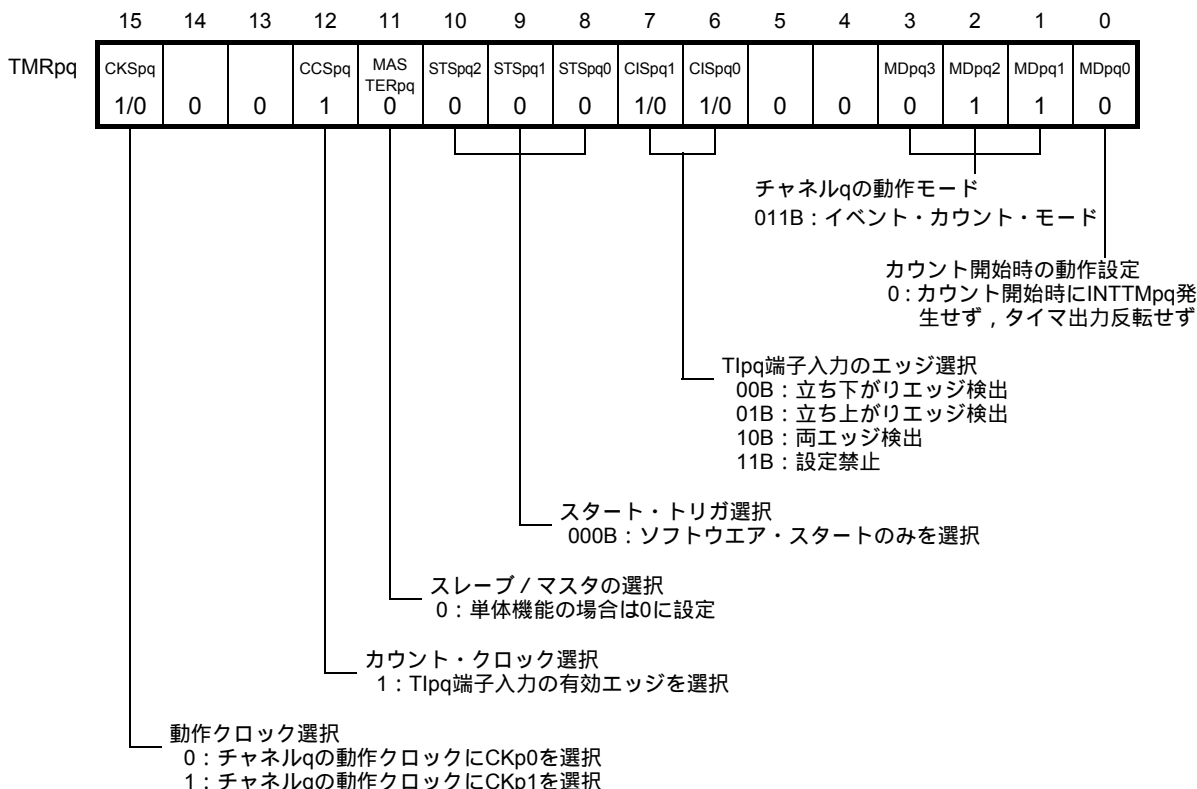 15 14 13 12 11 10 9 8 7 6 5 4 3 2 1 0
TMRpq CKSpq CCSpq MAS STSpq2 STSpq1 STSpq0 CISpq1 CISpq0 MDpq3 MDpq2 MDpq1 MDpq0
TERpq
1/0 0 0 1 0 0 0 0 1/0 1/0 0 0 0 1 1 0
チャネルqの動作モード
011B：イベント・カウント・モード
カウント開始時の動作設定
0：カウント開始時にINTTMpq発
生せず，タイマ出力反転せず
TIpq端子入力のエッジ選択
00B：立ち下がりエッジ検出
01B：立ち上がりエッジ検出
10B：両エッジ検出
11B：設定禁止
スタート・トリガ選択
000B：ソフトウエア・スタートのみを選択
スレーブ／マスタの選択
0：単体機能の場合は0に設定
カウント・クロック選択
1：TIpq端子入力の有効エッジを選択
動作クロック選択
0：チャネルqの動作クロックにCKp0を選択
1：チャネルqの動作クロックにCKp1を選択